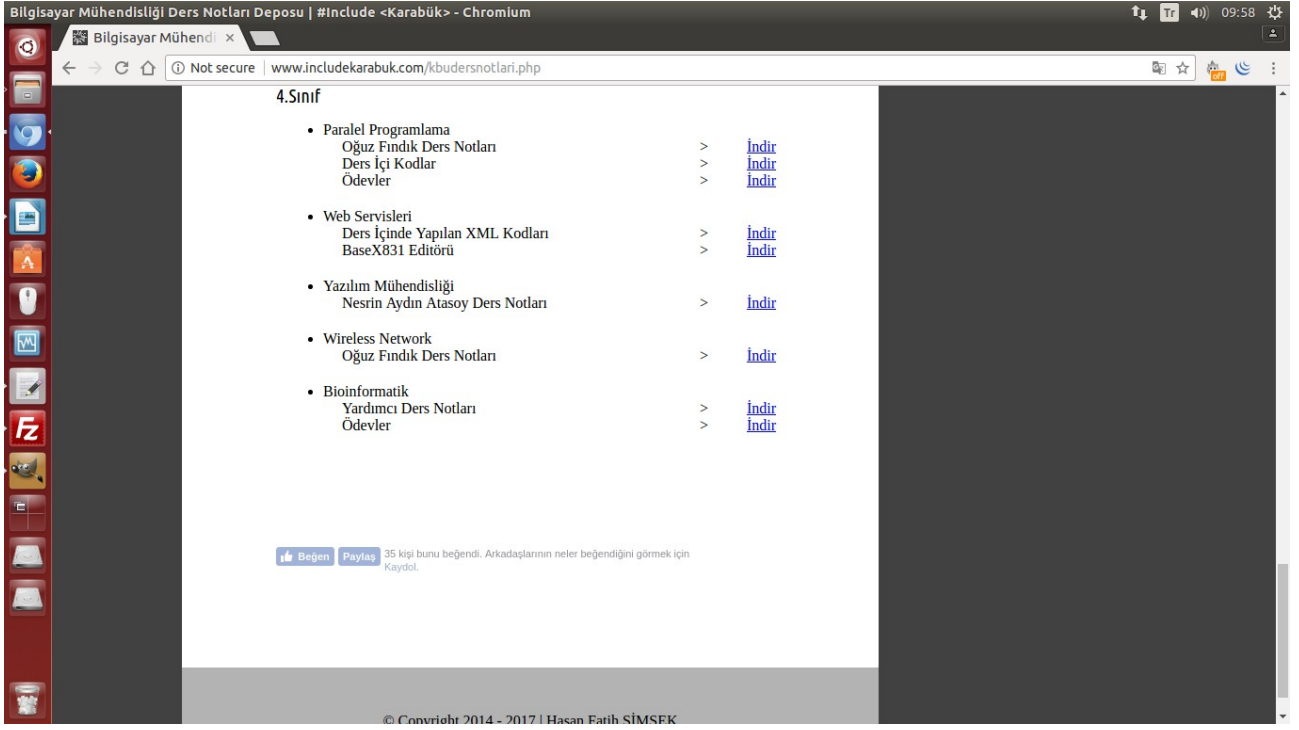 Bilgisayar Mühendisliği Ders Notları Deposu | #Include <Karabük> - Chromium
Tr 09:58
Bilgisayar Mühendi
Not secure | www.includekarabuk.com/kbudersnotlari.php
off
4.Sınıf
• Paralel Programlama
Oğuz Fındık Ders Notları > İndir
Ders İçi Kodlar > İndir
Ödevler > İndir
• Web Servisleri
Ders İçinde Yapılan XML Kodları > İndir
BaseX831 Editörü > İndir
• Yazılım Mühendisliği
Nesrin Aydın Atasoy Ders Notları > İndir
• Wireless Network
Oğuz Fındık Ders Notları > İndir
• Bioinformatik
Yardımcı Ders Notları > İndir
Ödevler > İndir
Beğen Paylaş 35 kişi bunu beğendi. Arkadaşlarının neler beğendiğini görmek için
Kaydol.
© Copyright 2014 - 2017 | Hasan Fatih ŞİMŞEK